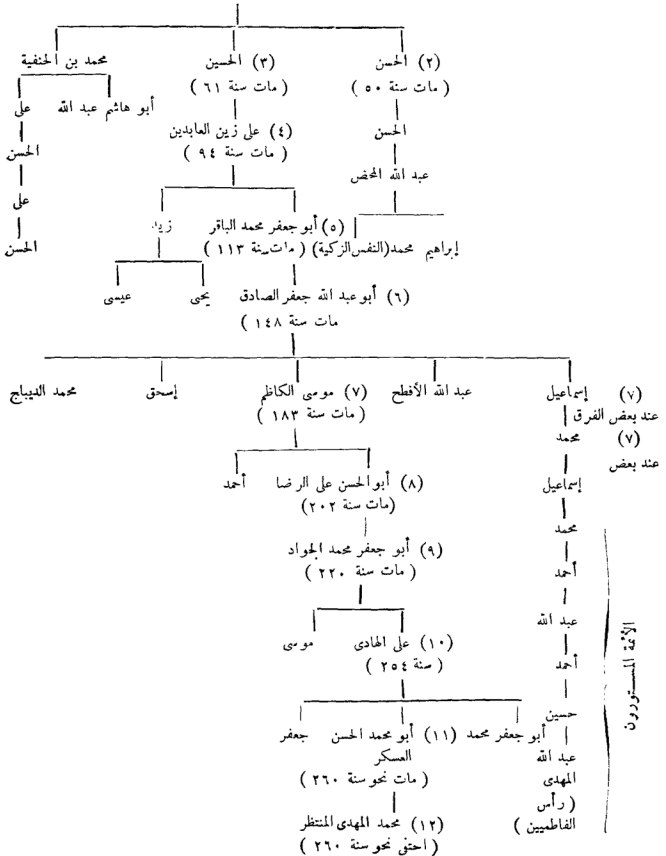 (٢) الحسن
(٣) الحسين
محمد بن الحنفية
( مات سنة ٥٠ )
( مات سنة ٦١ )
أبو هاشم عبد الله
على
الحسن
(٤) على زين العابدين
الحسن
( مات سنة ٩٤ )
عبد الله المحض
على
(٥) أبو جعفر محمد الباقر
زيد
إبراهيم محمد (النفس الزكية)
( مات سنة ١١٣ )
الحسن
(٦) أبو عبد الله جعفر الصادق
يحى
عيسى
مات سنة ١٤٨ )
(٧) إسماعيل
عبد الله الأفطح
(٧) موسى الكاظم
إسحق
محمد الديباج
عند بعض الفرق
( مات سنة ١٨٣ )
(٧) محمد
عند بعض
إسماعيل
(٨) أبو الحسن على الرضا
أحمد
(مات سنة ٢٠٢)
محمد
(٩) أبو جعفر محمد الجواد
أحمد
( مات سنة ٢٢٠ )
عبد الله
(١٠) على الهادى
موسى
أحمد
( سنة ٢٥٤ )
الأئمة المستورون
حسين
أبو جعفر محمد
(١١) أبو محمد الحسن
جعفر
عبد الله
العسكر
المهدى
( مات نحو سنة ٢٦٠ )
( رأس
(١٢) محمد المهدى المنتظر
الفاطميين )
( احتفى نحو سنة ٢٦٠ )